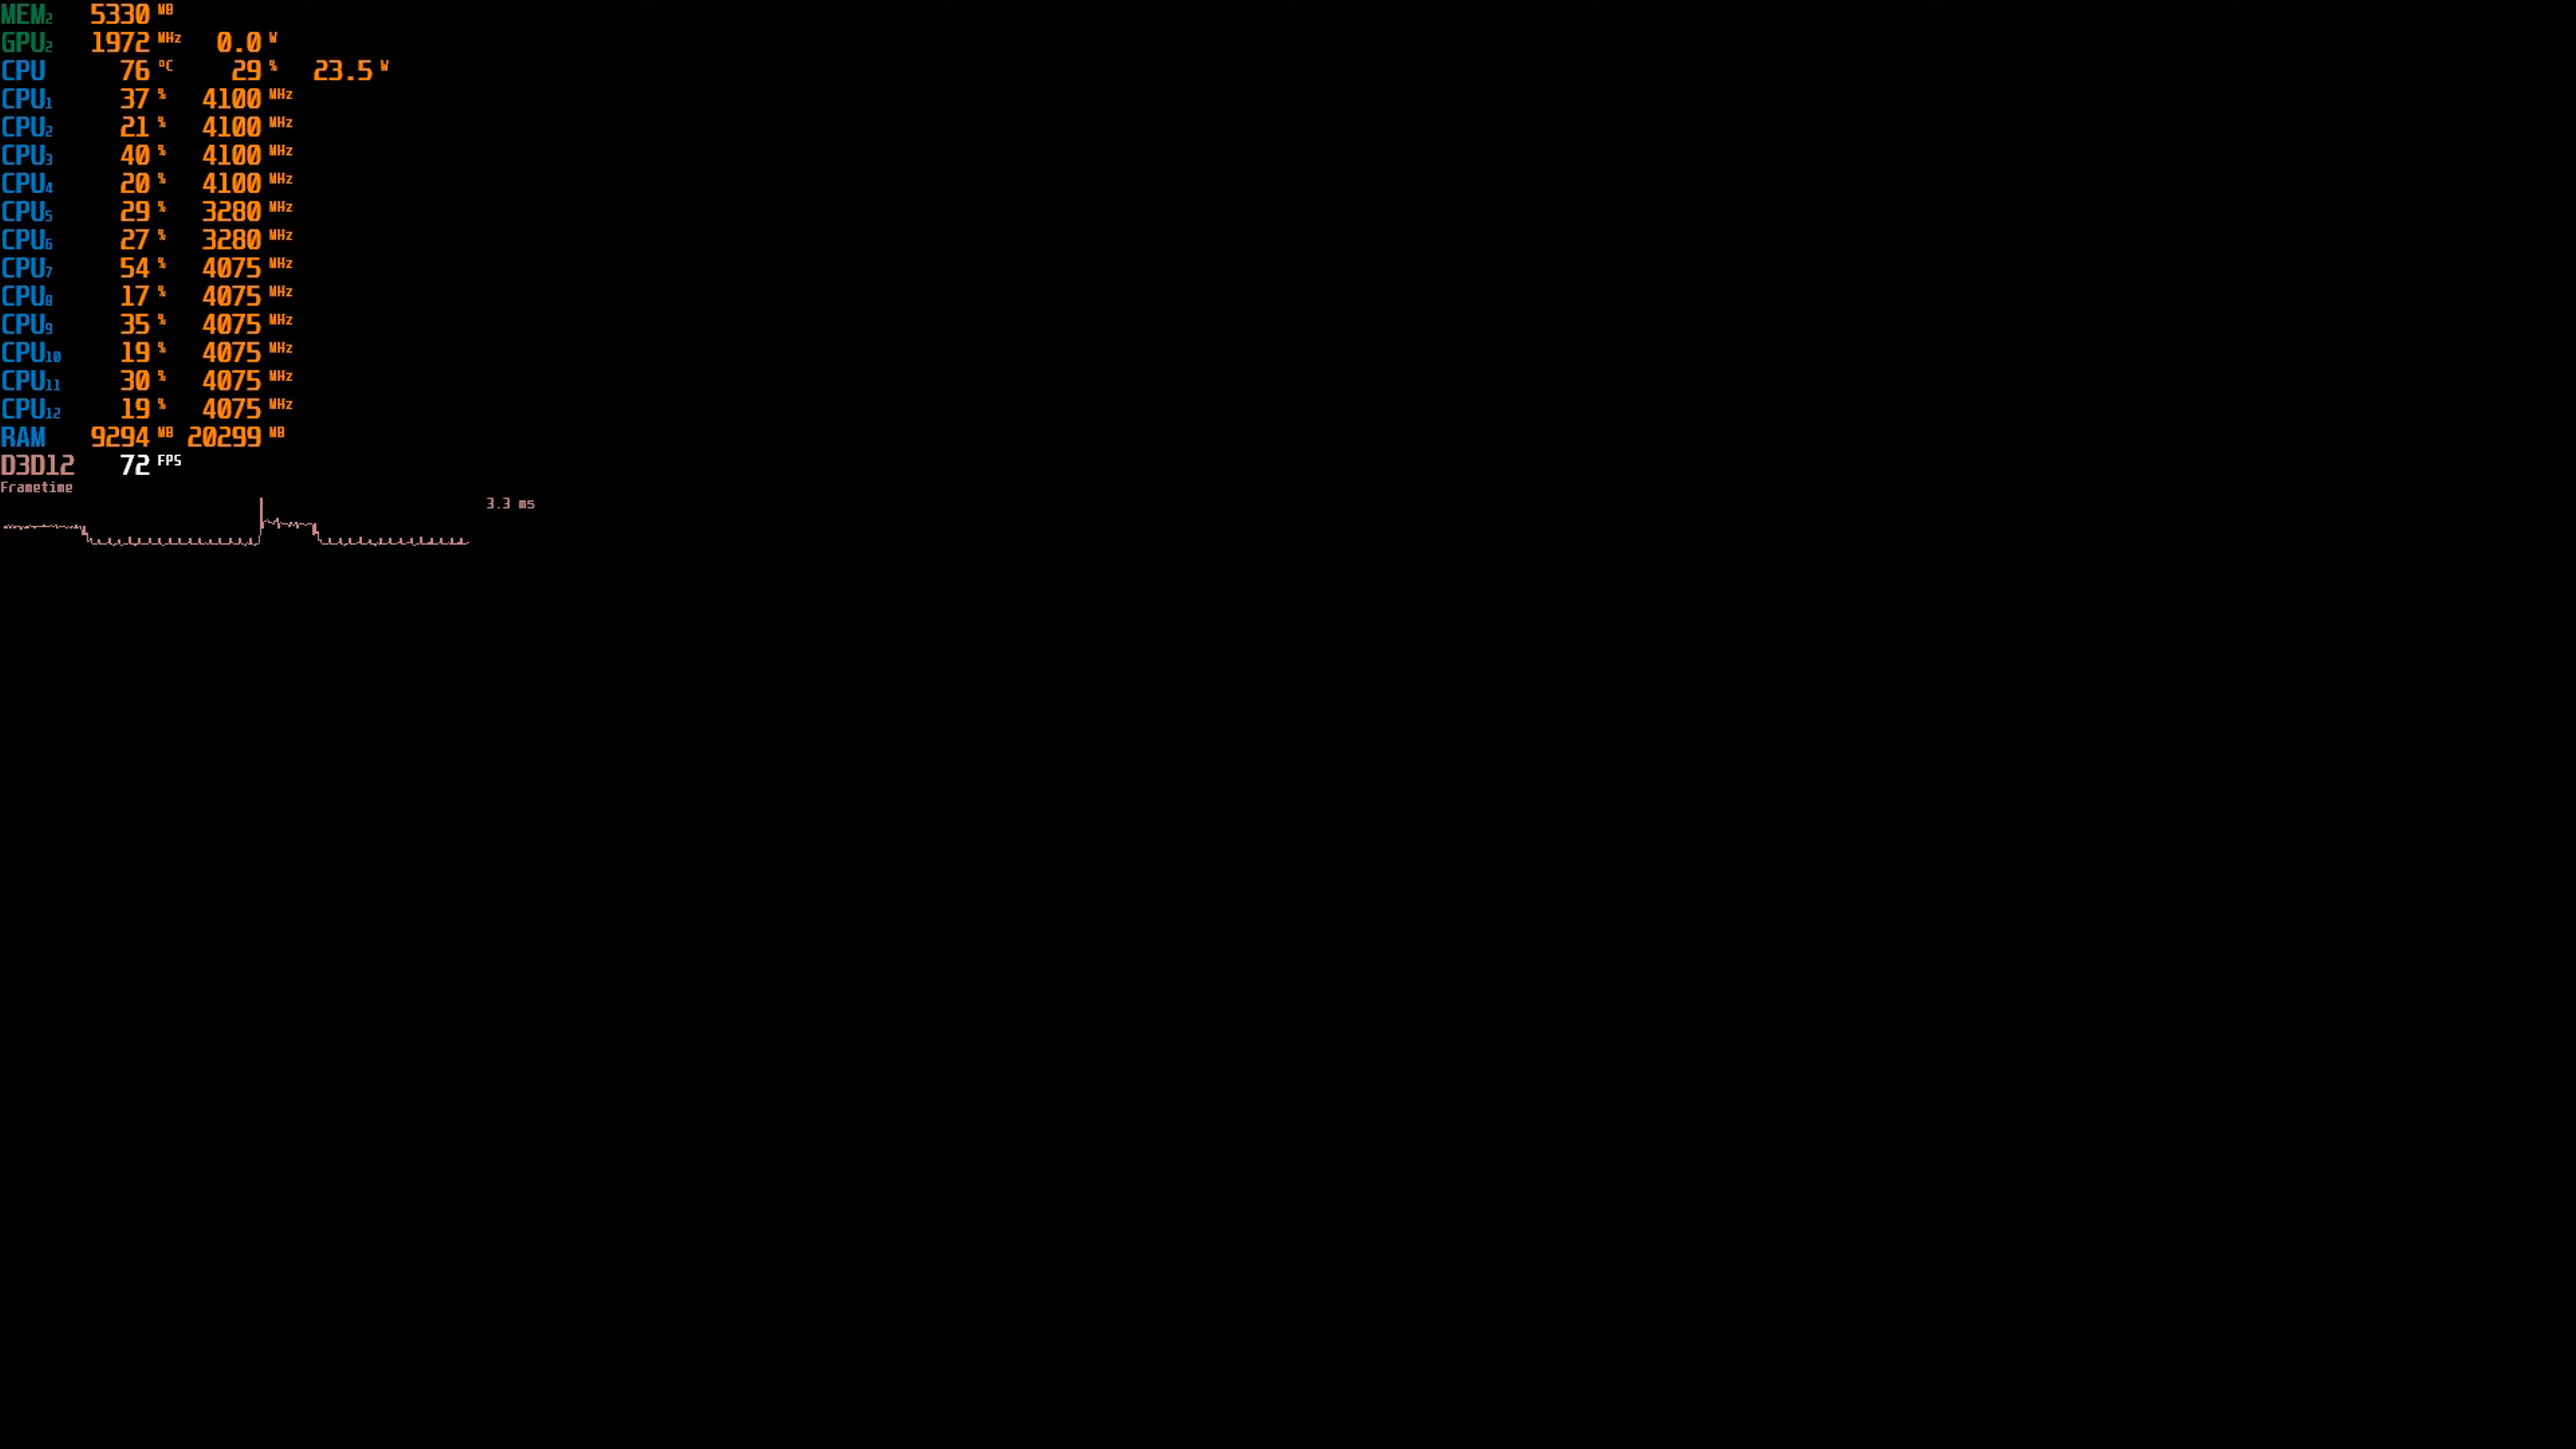 MEM2 5330 MB
GPU2 1972 MHz 0.0 W
CPU 76 °C 29 % 23.5 W
CPU1 37 % 4100 MHz
CPU2 21 % 4100 MHz
CPU3 40 % 4100 MHz
CPU4 20 % 4100 MHz
CPU5 29 % 3280 MHz
CPU6 27 % 3280 MHz
CPU7 54 % 4075 MHz
CPU8 17 % 4075 MHz
CPU9 35 % 4075 MHz
CPU10 19 % 4075 MHz
CPU11 30 % 4075 MHz
CPU12 19 % 4075 MHz
RAM 9294 MB 20299 MB
D3D12 72 FPS
Frametime
3.3 ms